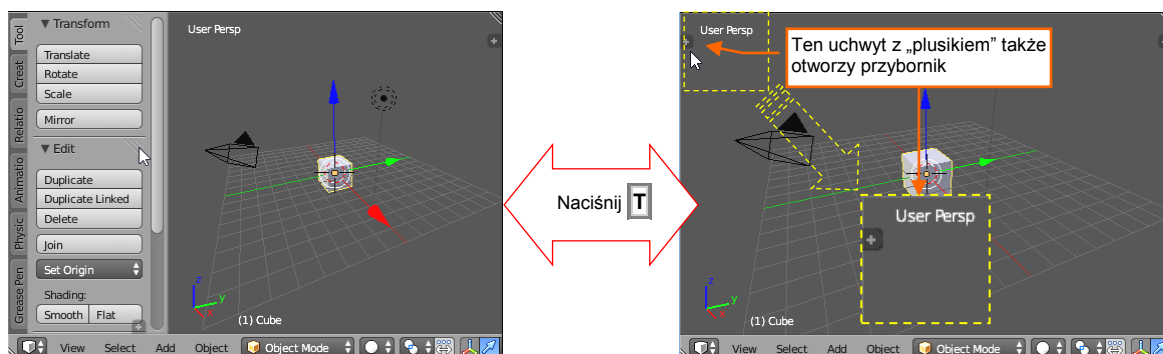 Tool
Creat
Relatio
Animatio
Physic
Grease Pen
Transform
Translate
Rotate
Scale
Mirror
Edit
Duplicate
Duplicate Linked
Delete
Join
Set Origin
Shading:
Smooth Flat
User Persp
z
y
(1) Cube
View Select Add Object Object Mode
Naciśnij T
User Persp
Ten uchwyt z „plusikiem” także
otworzy przybornik
User Persp
z
y
(1) Cube
View Select Add Object Object Mode